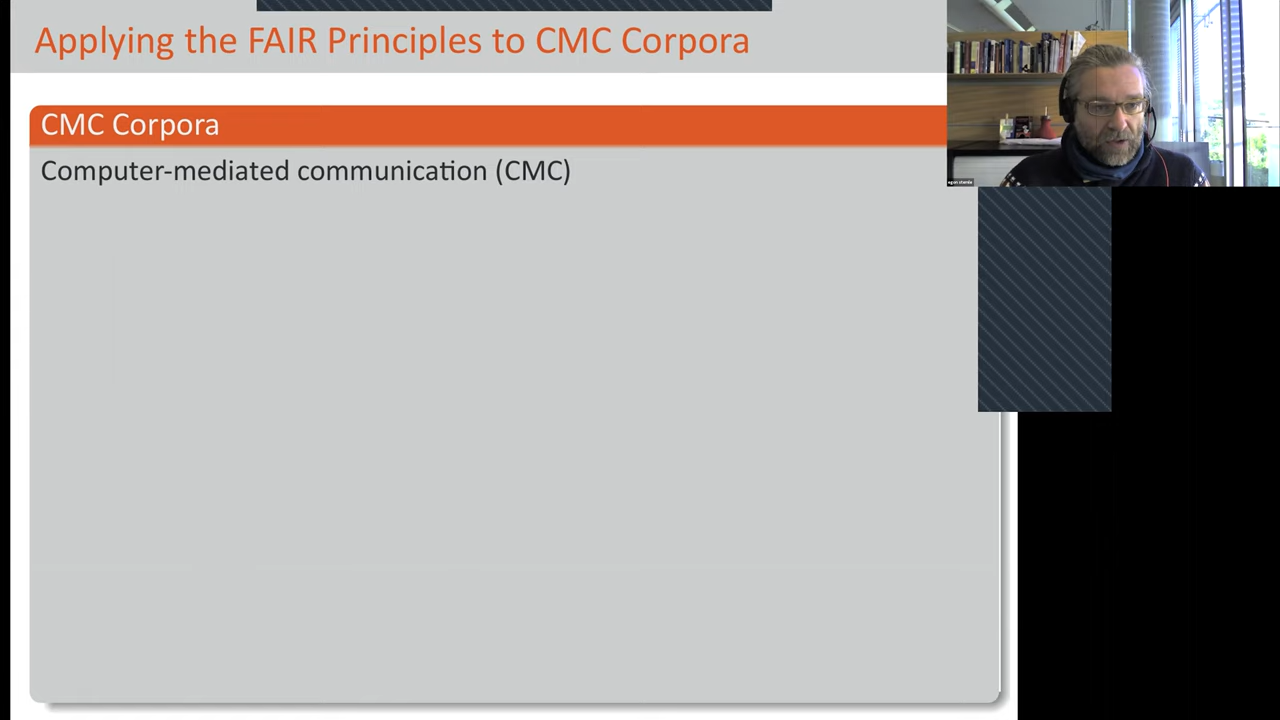 Applying the FAIR Principles to CMC Corpora
CMC Corpora
Computer-mediated communication (CMC)